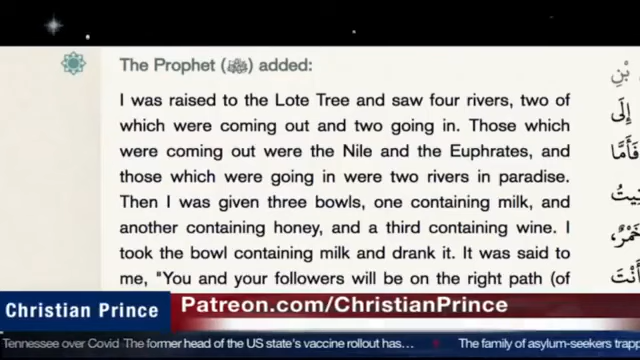 The Prophet (ﷺ) added:
I was raised to the Lote Tree and saw four rivers, two of
which were coming out and two going in. Those which
were coming out were the Nile and the Euphrates, and
those which were going in were two rivers in paradise.
Then I was given three bowls, one containing milk, and
another containing honey, and a third containing wine. I
took the bowl containing milk and drank it. It was said to
me, "You and your followers will be on the right path (of
بْنِ
إِلَى
فَأَمَّا
خَمْرٌ،
أَنْتَ
Christian Prince
Patreon.com/ChristianPrince
Tennessee over Covid The former head of the US state's vaccine rollout has…
The family of asylum-seekers trapp